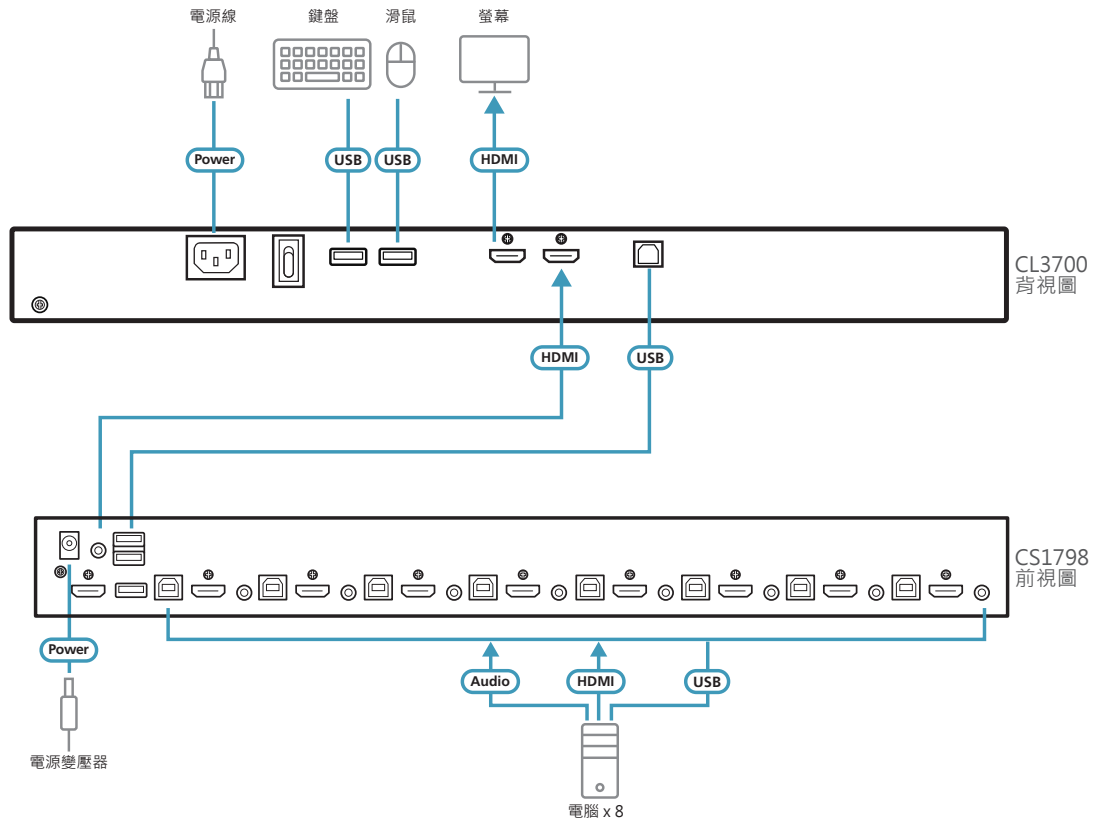 電源線
鍵盤
滑鼠
螢幕
Power
USB
USB
HDMI
CL3700
背視圖
HDMI
USB
CS1798
前視圖
Power
Audio
HDMI
USB
電源變壓器
電腦 x 8